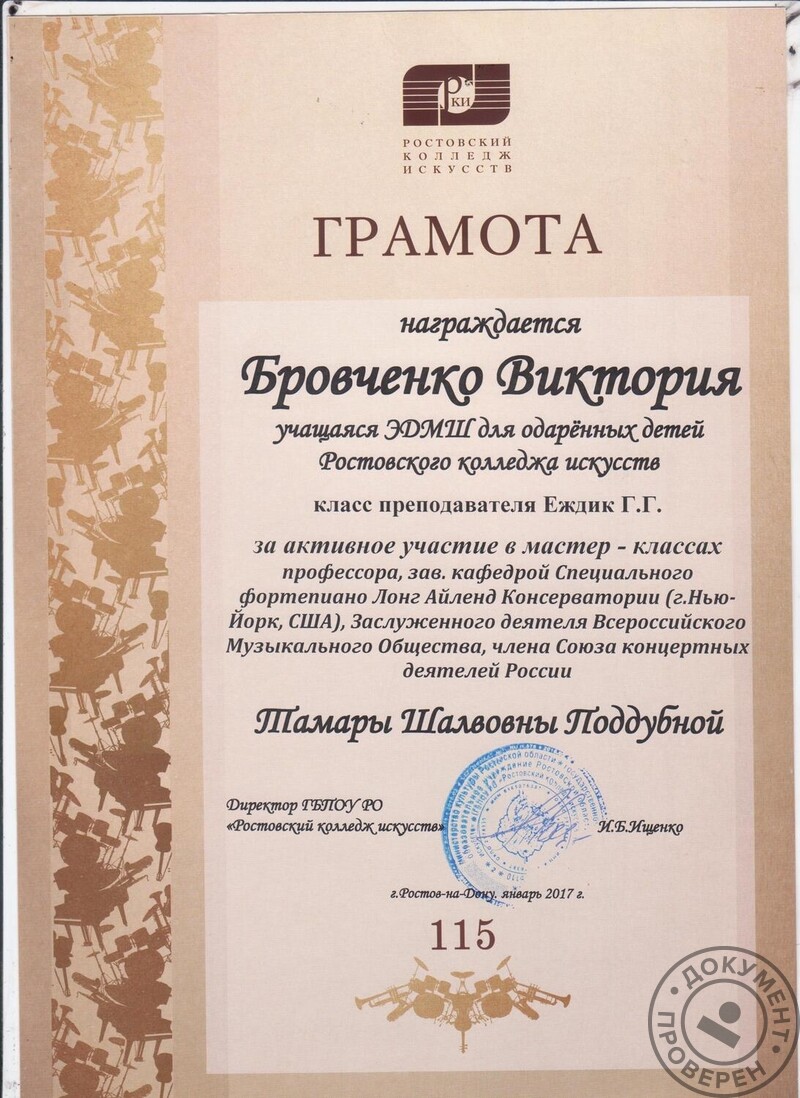 РКИ
РОСТОВСКИЙ
КОЛЛЕДЖ
ИСКУССТВ
ГРАМОТА
награждается
Бровченко Виктория
учащаяся ЭДМШ для одарённых детей
Ростовского колледжа искусств
класс преподавателя Еждик Г.Г.
за активное участие в мастер – классах
профессора, зав. кафедрой Специального
фортепиано Лонг Айленд Консерватории (г.Нью-
Йорк, США), Заслуженного деятеля Всероссийского
Музыкального Общества, члена Союза концертных
деятелей России
Тамары Шалвовны Поддубной
Директор ГБПОУ РО
«Ростовский колледж искусств»
И.Б.Ищенко
г.Ростов-на-Дону, январь 2017 г.
115
ДОКУМЕНТ
ПРОВЕРЕН